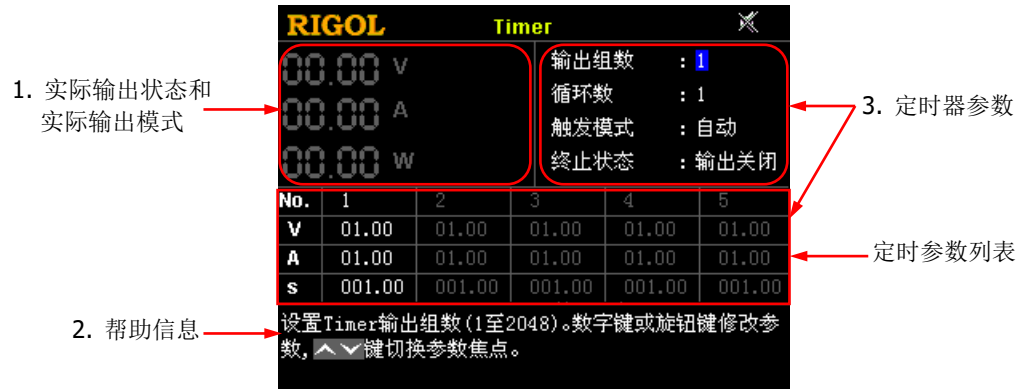 RIGOL Timer
1. 实际输出状态和
实际输出模式
00.00 V
00.00 A
00.00 W
输出组数 : 1
循环数 : 1
触发模式 : 自动
终止状态 : 输出关闭
3. 定时器参数
No. 1 2 3 4 5
V 01.00 01.00 01.00 01.00 01.00
A 01.00 01.00 01.00 01.00 01.00
s 001.00 001.00 001.00 001.00 001.00
定时参数列表
2. 帮助信息
设置Timer输出组数(1至2048)。数字键或旋钮键修改参
数,键切换参数焦点。